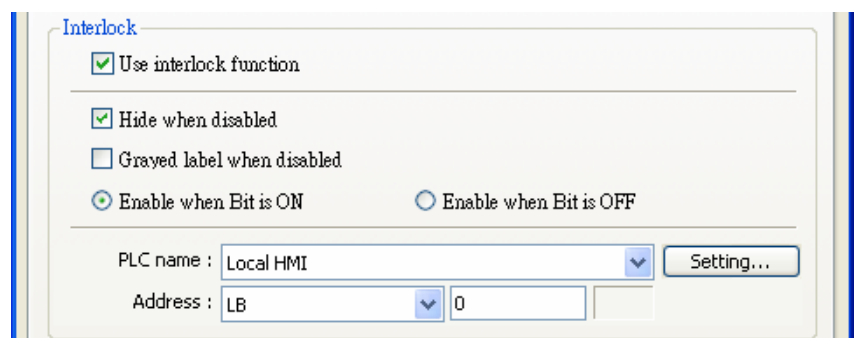 Interlock
Use interlock function
Hide when disabled
Grayed label when disabled
Enable when Bit is ON Enable when Bit is OFF
PLC name : Local HMI Setting...
Address : LB 0